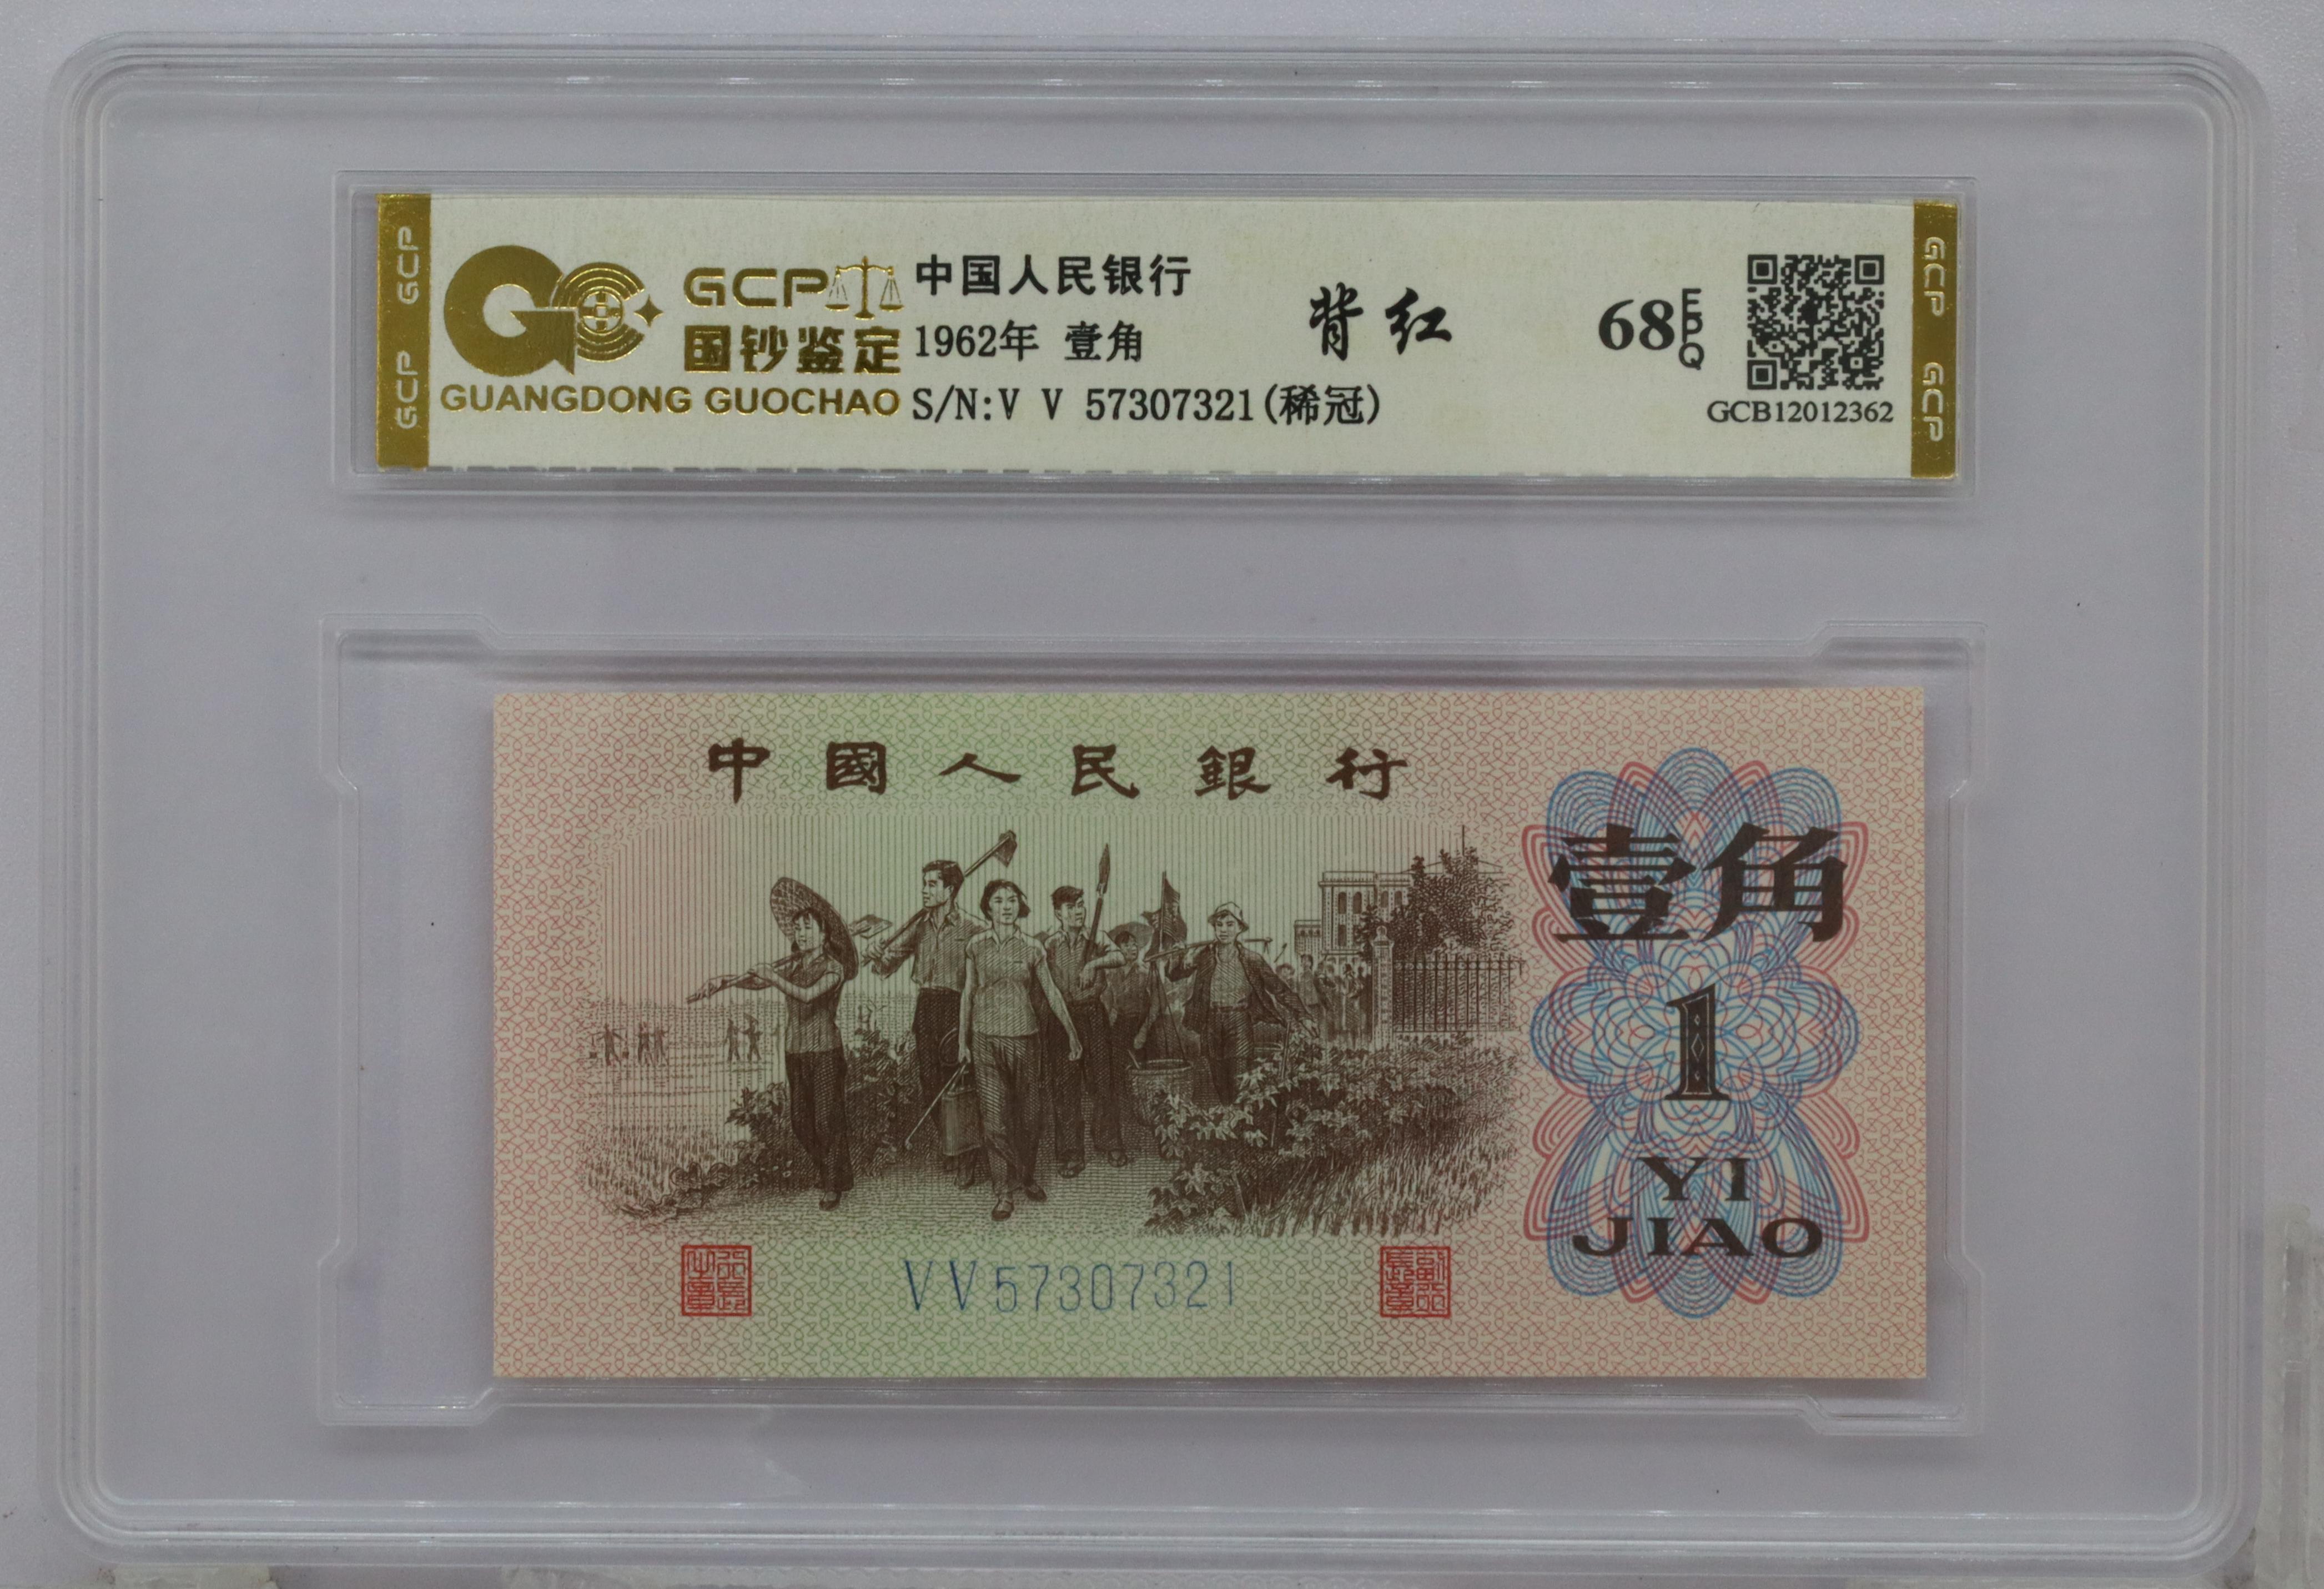 GCP
GCP
GCP
国钞鉴定
GUANGDONG GUOCHAO
中国人民银行
1962年 壹角
S/N:V V 57307321(稀冠)
背红
68 EPQ
GCB12012362
GCP
GCP
中國人民銀行
壹角
1
YI
JIAO
VV57307321